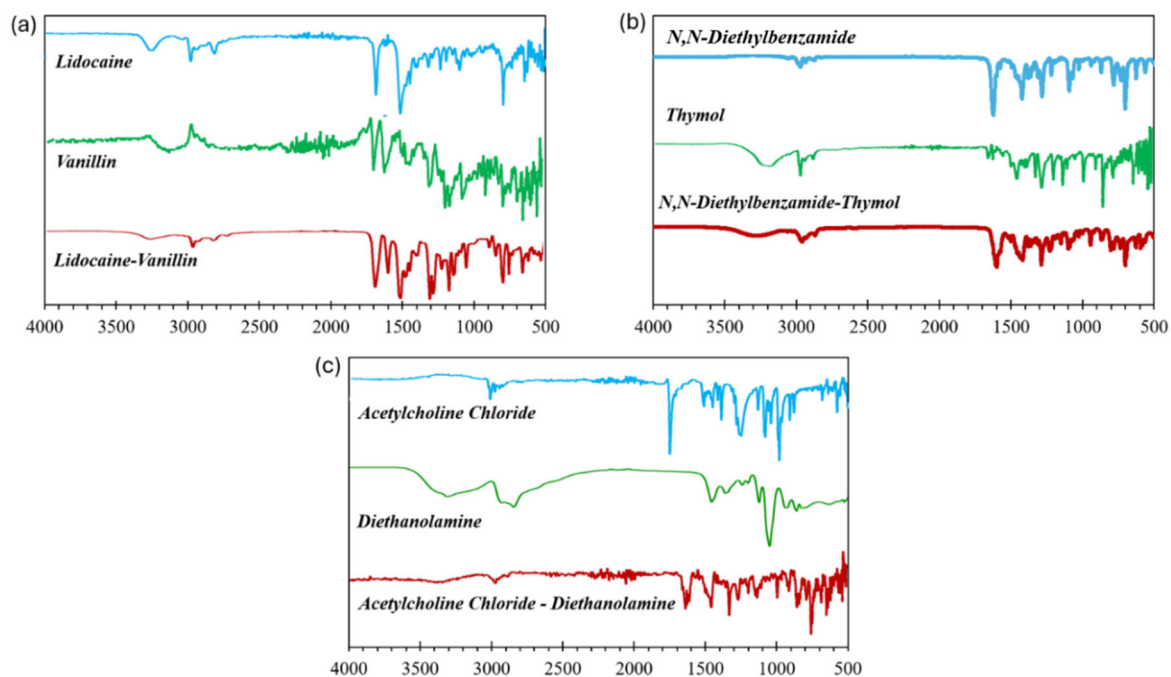 (a)
Lidocaine
Vanillin
Lidocaine-Vanillin
4000 3500 3000 2500 2000 1500 1000 500
(b)
N,N-Diethylbenzamide
Thymol
N,N-Diethylbenzamide-Thymol
4000 3500 3000 2500 2000 1500 1000 500
(c)
Acetylcholine Chloride
Diethanolamine
Acetylcholine Chloride - Diethanolamine
4000 3500 3000 2500 2000 1500 1000 500